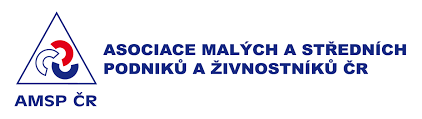 ASOCIACE MALÝCH A STŘEDNÍCH
PODNIKŮ A ŽIVNOSTNÍKŮ ČR
AMSP ČR